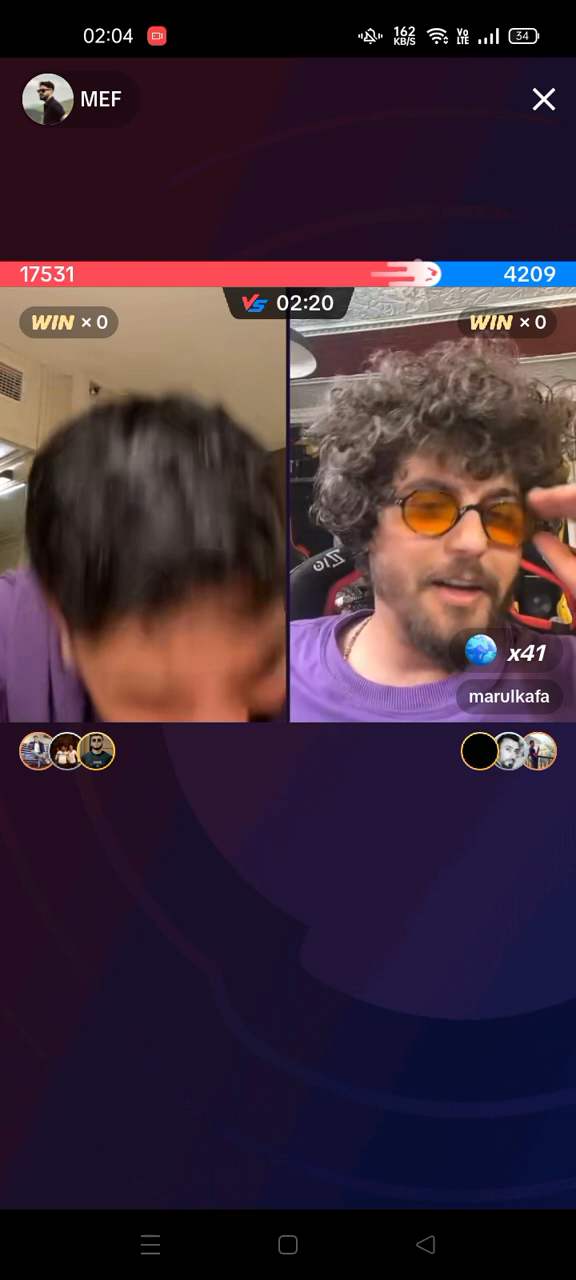 02:04
162
KB/S
Vo
LTE
34
MEF
17531
4209
VS 02:20
WIN × 0
WIN × 0
x41
marulkafa